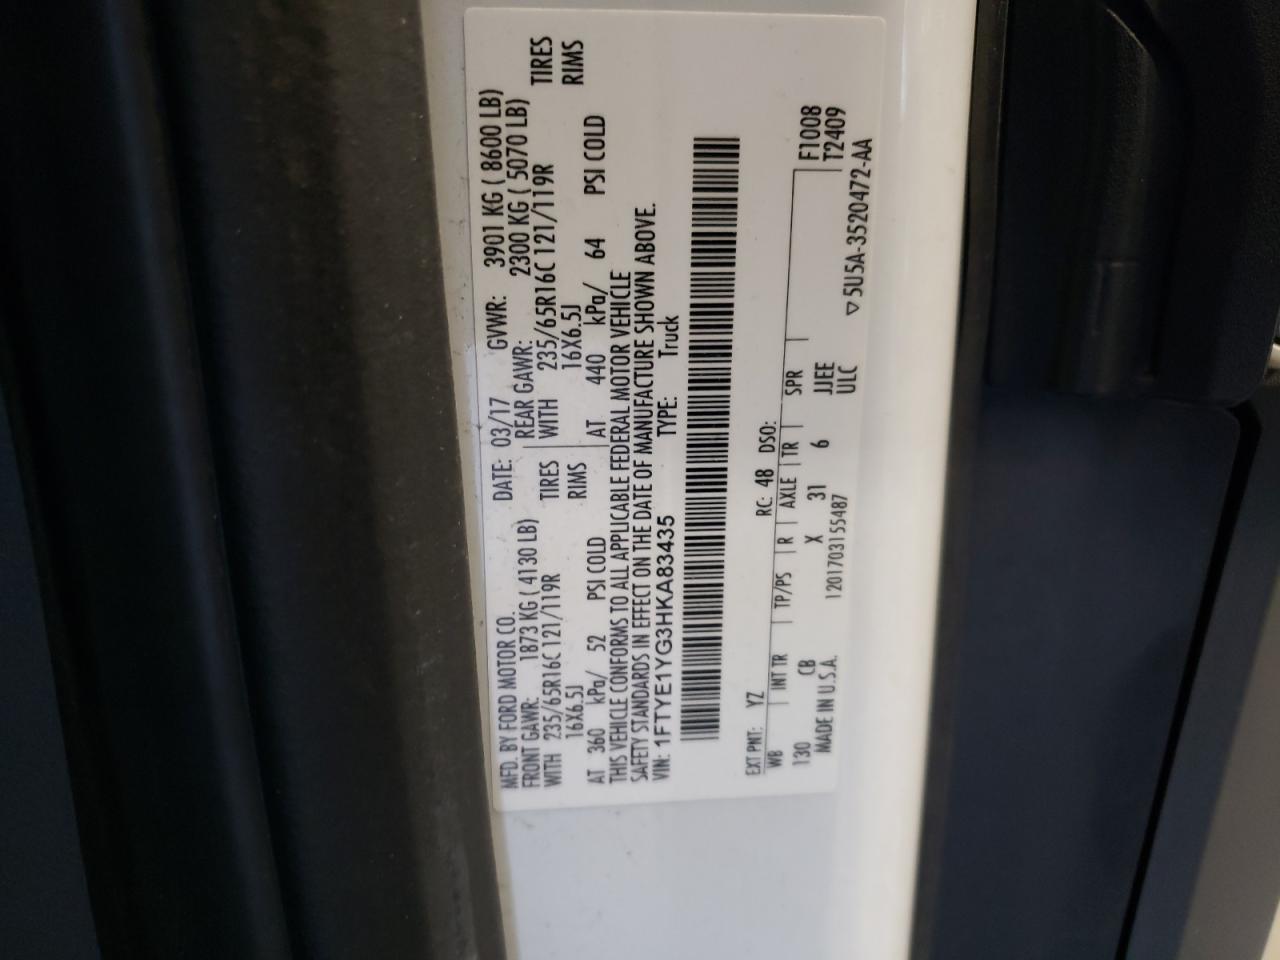 MFD. BY FORD MOTOR CO. DATE: 03/17 GVWR: 3901 KG ( 8600 LB)
FRONT GAWR: 1873 KG ( 4130 LB) REAR GAWR: 2300 KG ( 5070 LB)
WITH 235/65R16C 121/119R TIRES WITH 235/65R16C 121/119R TIRES
16X6.5J RIMS 16X6.5J RIMS
AT 360 kPa/ 52 PSI COLD AT 440 kPa/ 64 PSI COLD
THIS VEHICLE CONFORMS TO ALL APPLICABLE FEDERAL MOTOR VEHICLE
SAFETY STANDARDS IN EFFECT ON THE DATE OF MANUFACTURE SHOWN ABOVE.
VIN: 1FTYE1YG3HKA83435 TYPE: Truck
EXT PNT: YZ RC: 48 DSO:
WB INT TR TP/PS R AXLE TR SPR F1008
130 CB X 31 6 JJEE T2409
MADE IN U.S.A. 1201703155487 ULC ▽ 5U5A-3520472-AA